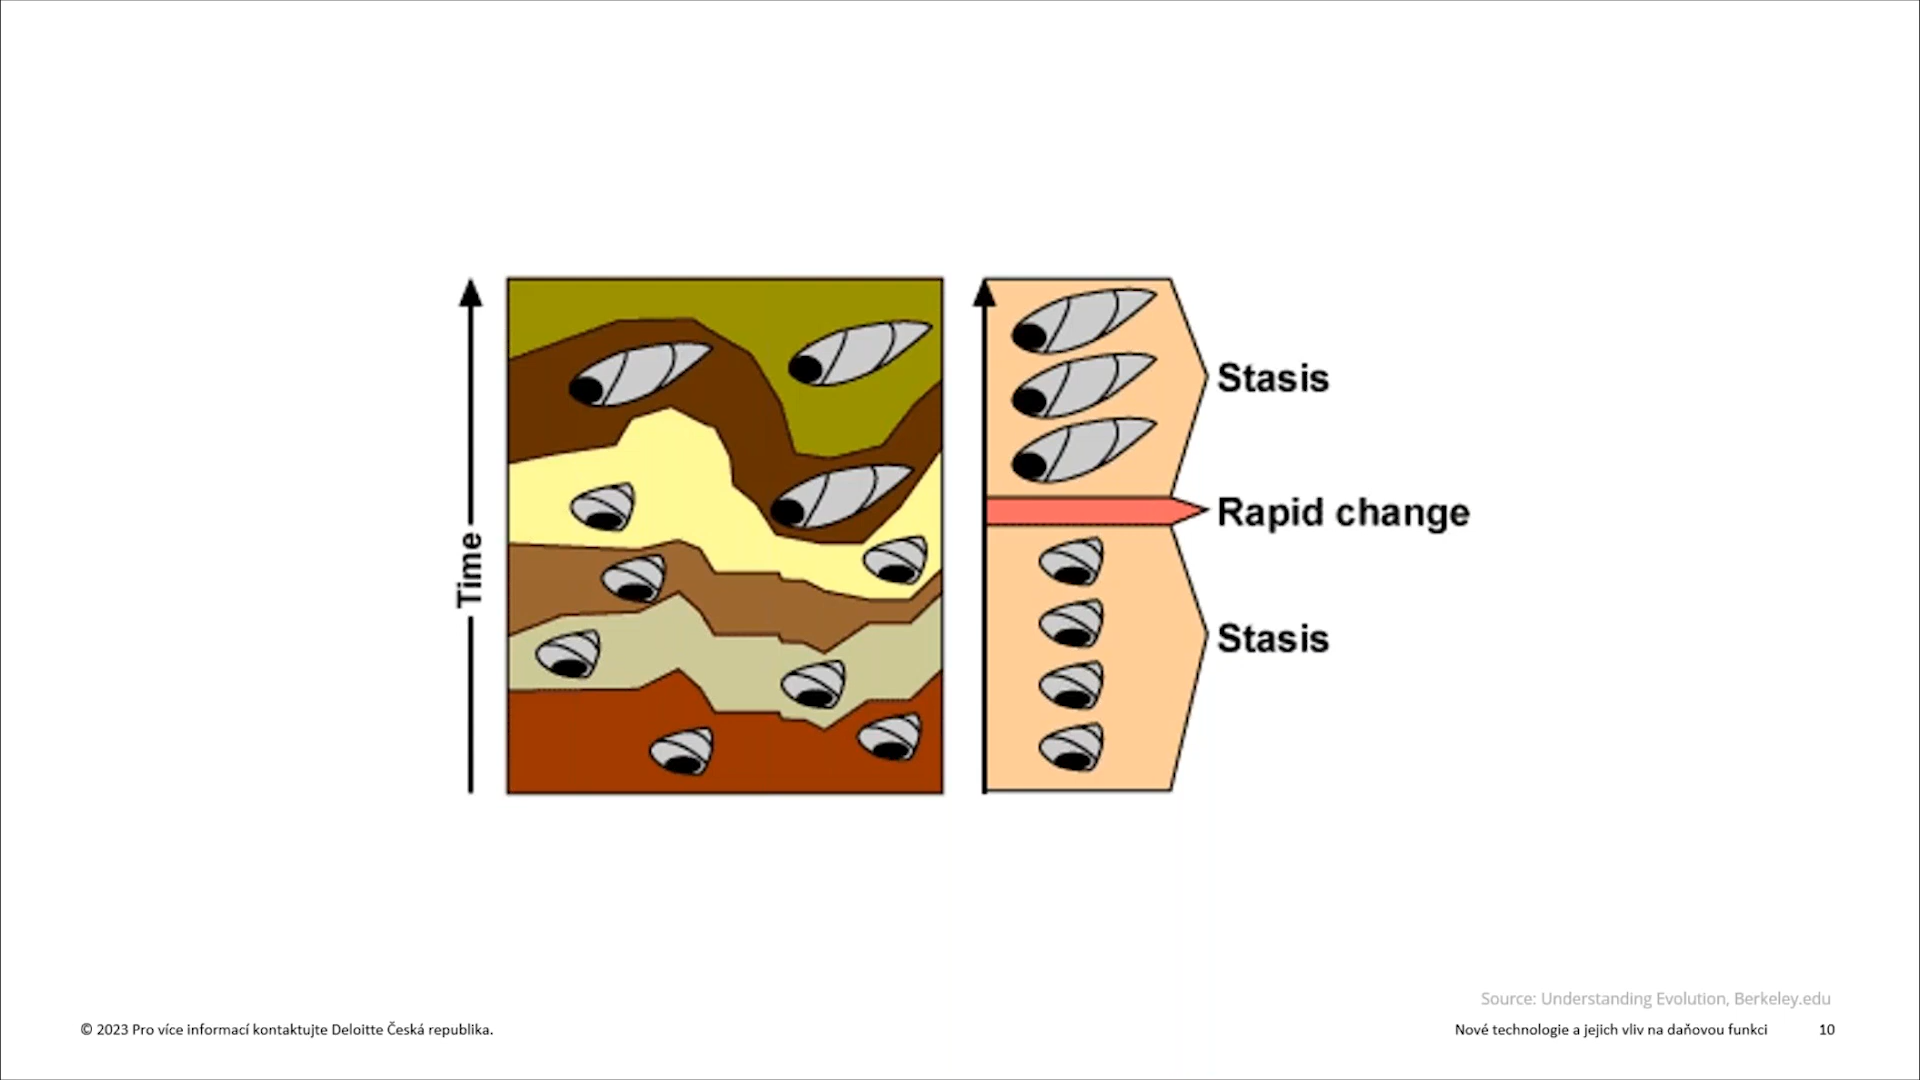 Time
Stasis
Rapid change
Stasis
Source: Understanding Evolution, Berkeley.edu
© 2023 Pro více informací kontaktujte Deloitte Česká republika.
Nové technologie a jejich vliv na daňovou funkci
10